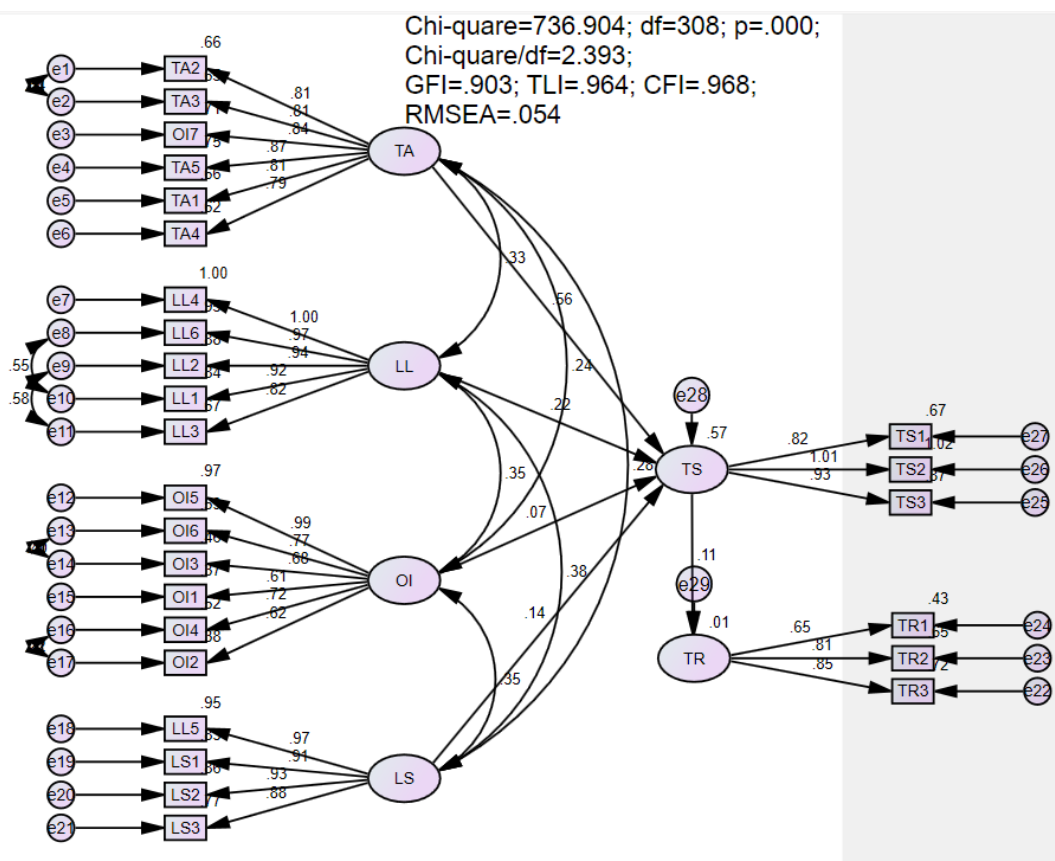 Chi-quare=736.904; df=308; p=.000;
Chi-quare/df=2.393;
GFI=.903; TLI=.964; CFI=.968;
RMSEA=.054
.66
e1 TA2
.81
e2 TA3
.81
e3 OI7
.84
TA
e4 TA5
.87
e5 TA1
.81
e6 TA4
.79
.33
.56
.24
1.00
e7 LL4
1.00
e8 LL6
.97
.55
e9 LL2
.94
LL
.58
e10 LL1
.92
e11 LL3
.82
.22
.28
.35
.07
.38
.14
.35
e28
.57
TS
.67
.82
TS1 e27
1.01
TS2 e26
.93
TS3 e25
.97
e12 OI5
.99
e13 OI6
.77
e14 OI3
.68
OI
e15 OI1
.61
e16 OI4
.72
e17 OI2
.62
.11
e29
.01
TR
.43
.65
TR1 e24
.81
TR2 e23
.85
TR3 e22
.95
e18 LL5
.97
e19 LS1
.91
LS
e20 LS2
.93
e21 LS3
.88